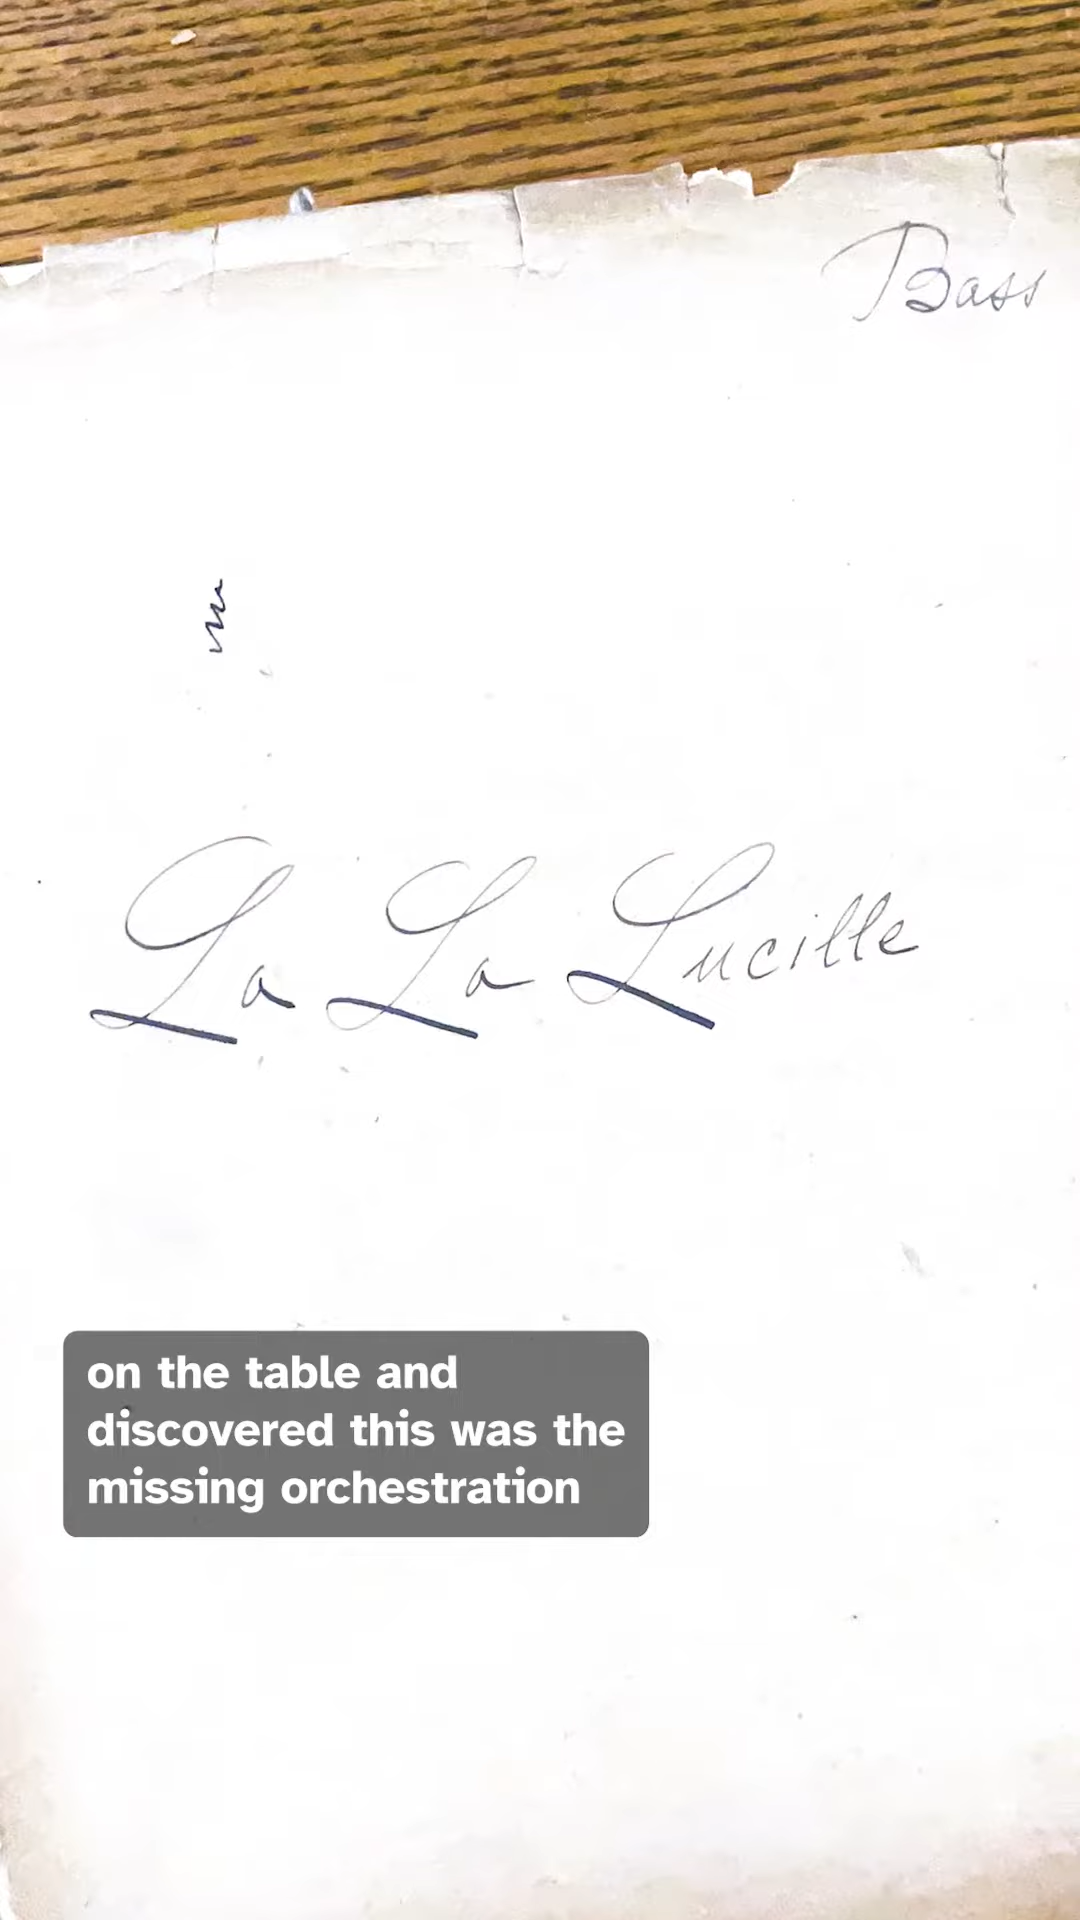 Bass
La La Lucille
on the table and
discovered this was the
missing orchestration